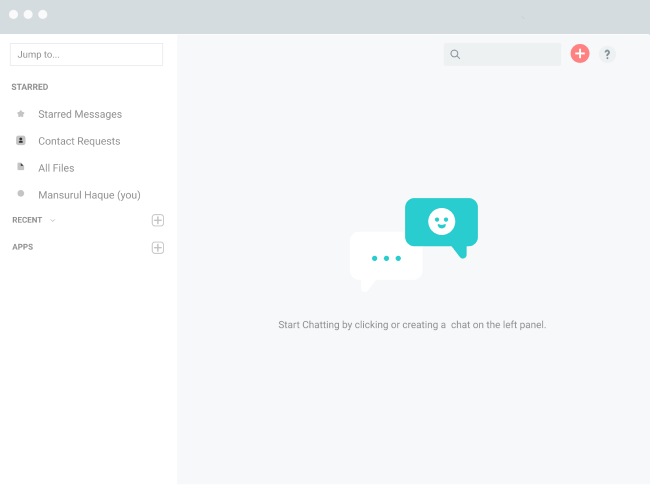 Jump to...
STARRED
Starred Messages
Contact Requests
All Files
Mansurul Haque (you)
RECENT
APPS
?
Start Chatting by clicking or creating a chat on the left panel.